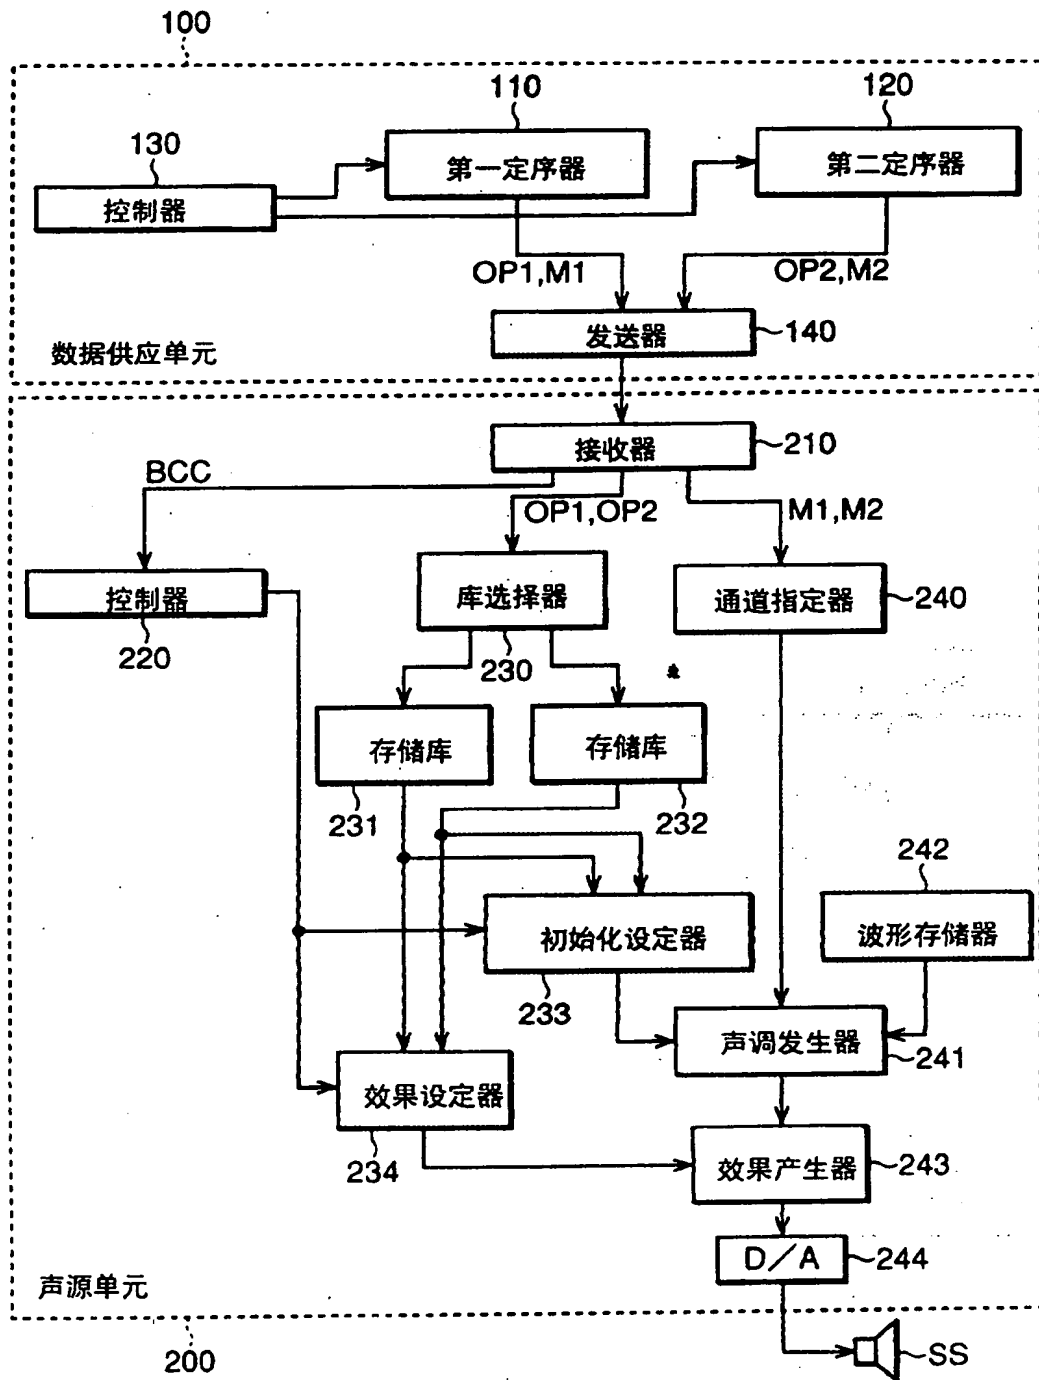 100
110
120
130
第一定序器
第二定序器
控制器
OP1,M1
OP2,M2
发送器
140
数据供应单元
接收器
210
BCC
OP1,OP2
M1,M2
控制器
220
库选择器
230
通道指定器
240
存储库
231
存储库
232
242
波形存储器
初始化设定器
233
声调发生器
241
效果设定器
234
效果产生器
243
D/A
244
声源单元
200
SS